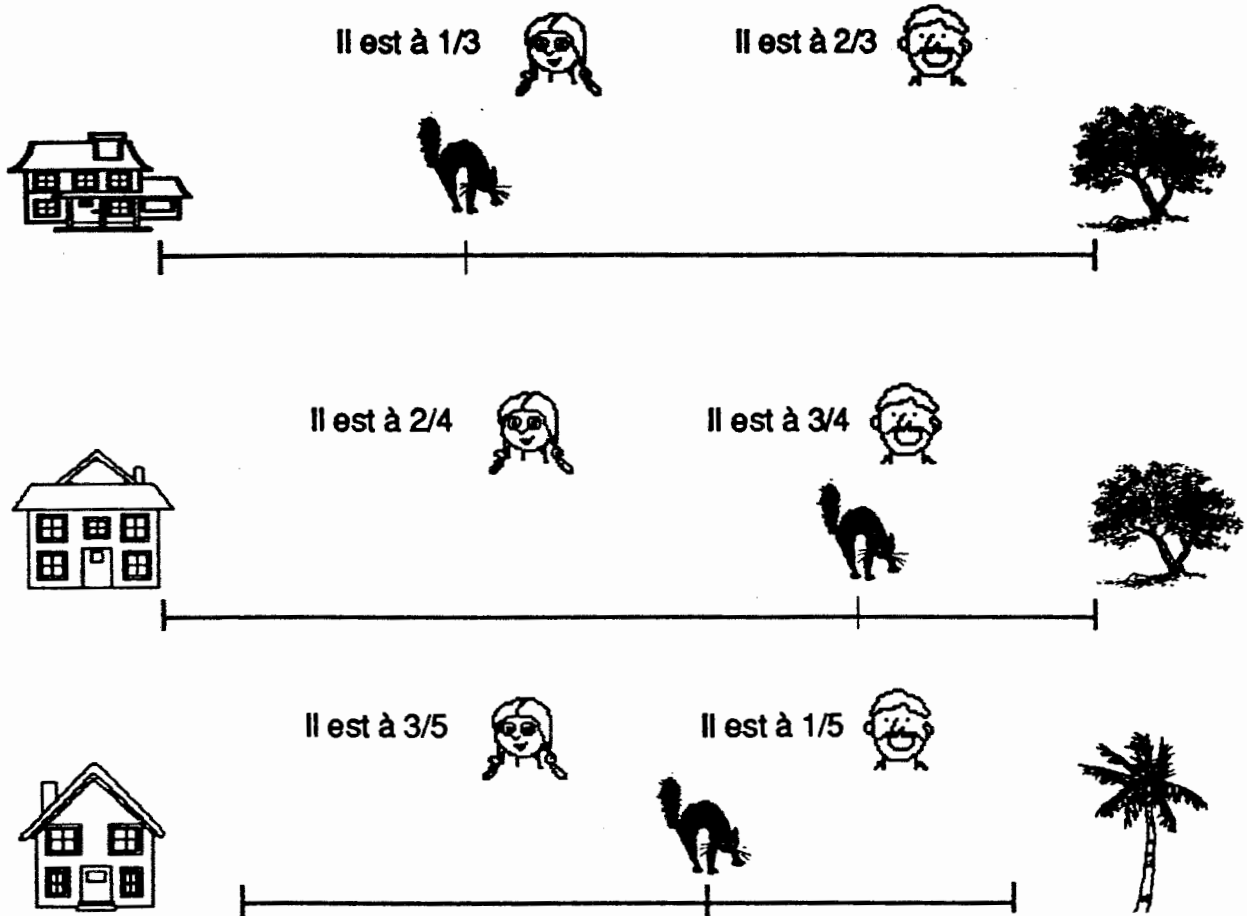 Il est à 1/3
Il est à 2/3
Il est à 2/4
Il est à 3/4
Il est à 3/5
Il est à 1/5